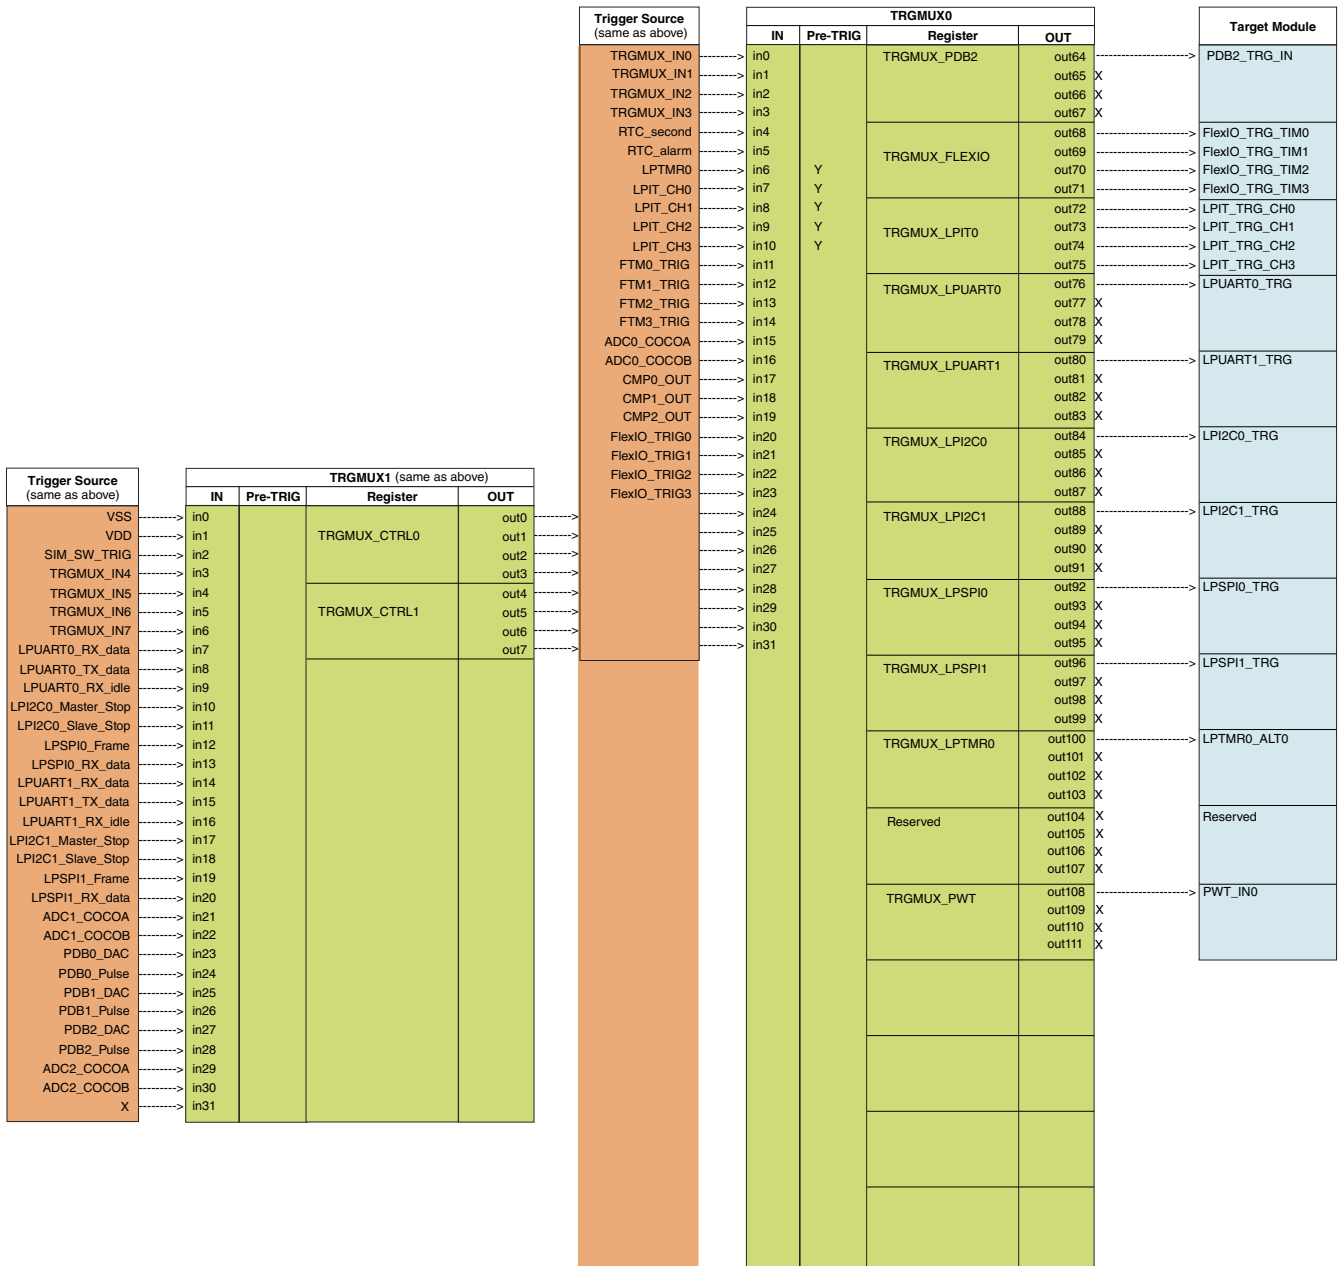 Trigger Source
(same as above)
TRGMUX0
Target Module
IN Pre-TRIG Register OUT
TRGMUX_IN0 --------> in0 TRGMUX_PDB2 out64 --------> PDB2_TRG_IN
TRGMUX_IN1 --------> in1 out65 X
TRGMUX_IN2 --------> in2 out66 X
TRGMUX_IN3 --------> in3 out67 X
RTC_second --------> in4 out68 --------> FlexIO_TRG_TIM0
RTC_alarm --------> in5 TRGMUX_FLEXIO out69 --------> FlexIO_TRG_TIM1
LPTMR0 --------> in6 Y out70 --------> FlexIO_TRG_TIM2
LPIT_CH0 --------> in7 Y out71 --------> FlexIO_TRG_TIM3
LPIT_CH1 --------> in8 Y out72 --------> LPIT_TRG_CH0
LPIT_CH2 --------> in9 Y TRGMUX_LPIT0 out73 --------> LPIT_TRG_CH1
LPIT_CH3 --------> in10 Y out74 --------> LPIT_TRG_CH2
FTM0_TRIG --------> in11 out75 --------> LPIT_TRG_CH3
FTM1_TRIG --------> in12 TRGMUX_LPUART0 out76 --------> LPUART0_TRG
FTM2_TRIG --------> in13 out77 X
FTM3_TRIG --------> in14 out78 X
ADC0_COCOA --------> in15 out79 X
ADC0_COCOB --------> in16 TRGMUX_LPUART1 out80 --------> LPUART1_TRG
CMP0_OUT --------> in17 out81 X
CMP1_OUT --------> in18 out82 X
CMP2_OUT --------> in19 out83 X
FlexIO_TRIG0 --------> in20 TRGMUX_LPI2C0 out84 --------> LPI2C0_TRG
FlexIO_TRIG1 --------> in21 out85 X
FlexIO_TRIG2 --------> in22 out86 X
FlexIO_TRIG3 --------> in23 out87 X
--------> in24 TRGMUX_LPI2C1 out88 --------> LPI2C1_TRG
--------> in25 out89 X
--------> in26 out90 X
--------> in27 out91 X
--------> in28 TRGMUX_LPSPI0 out92 --------> LPSPI0_TRG
--------> in29 out93 X
--------> in30 out94 X
--------> in31 out95 X
TRGMUX_LPSPI1 out96 --------> LPSPI1_TRG
out97 X
out98 X
out99 X
TRGMUX_LPTMR0 out100 --------> LPTMR0_ALT0
out101 X
out102 X
out103 X
Reserved out104 X Reserved
out105 X
out106 X
out107 X
TRGMUX_PWT out108 --------> PWT_IN0
out109 X
out110 X
out111 X
Trigger Source
(same as above)
TRGMUX1 (same as above)
IN Pre-TRIG Register OUT
VSS --------> in0 out0 -------->
VDD --------> in1 TRGMUX_CTRL0 out1 -------->
SIM_SW_TRIG --------> in2 out2 -------->
TRGMUX_IN4 --------> in3 out3 -------->
TRGMUX_IN5 --------> in4 out4 -------->
TRGMUX_IN6 --------> in5 TRGMUX_CTRL1 out5 -------->
TRGMUX_IN7 --------> in6 out6 -------->
LPUART0_RX_data --------> in7 out7 -------->
LPUART0_TX_data --------> in8
LPUART0_RX_idle --------> in9
LPI2C0_Master_Stop --------> in10
LPI2C0_Slave_Stop --------> in11
LPSPI0_Frame --------> in12
LPSPI0_RX_data --------> in13
LPUART1_RX_data --------> in14
LPUART1_TX_data --------> in15
LPUART1_RX_idle --------> in16
LPI2C1_Master_Stop --------> in17
LPI2C1_Slave_Stop --------> in18
LPSPI1_Frame --------> in19
LPSPI1_RX_data --------> in20
ADC1_COCOA --------> in21
ADC1_COCOB --------> in22
PDB0_DAC --------> in23
PDB0_Pulse --------> in24
PDB1_DAC --------> in25
PDB1_Pulse --------> in26
PDB2_DAC --------> in27
PDB2_Pulse --------> in28
ADC2_COCOA --------> in29
ADC2_COCOB --------> in30
X --------> in31